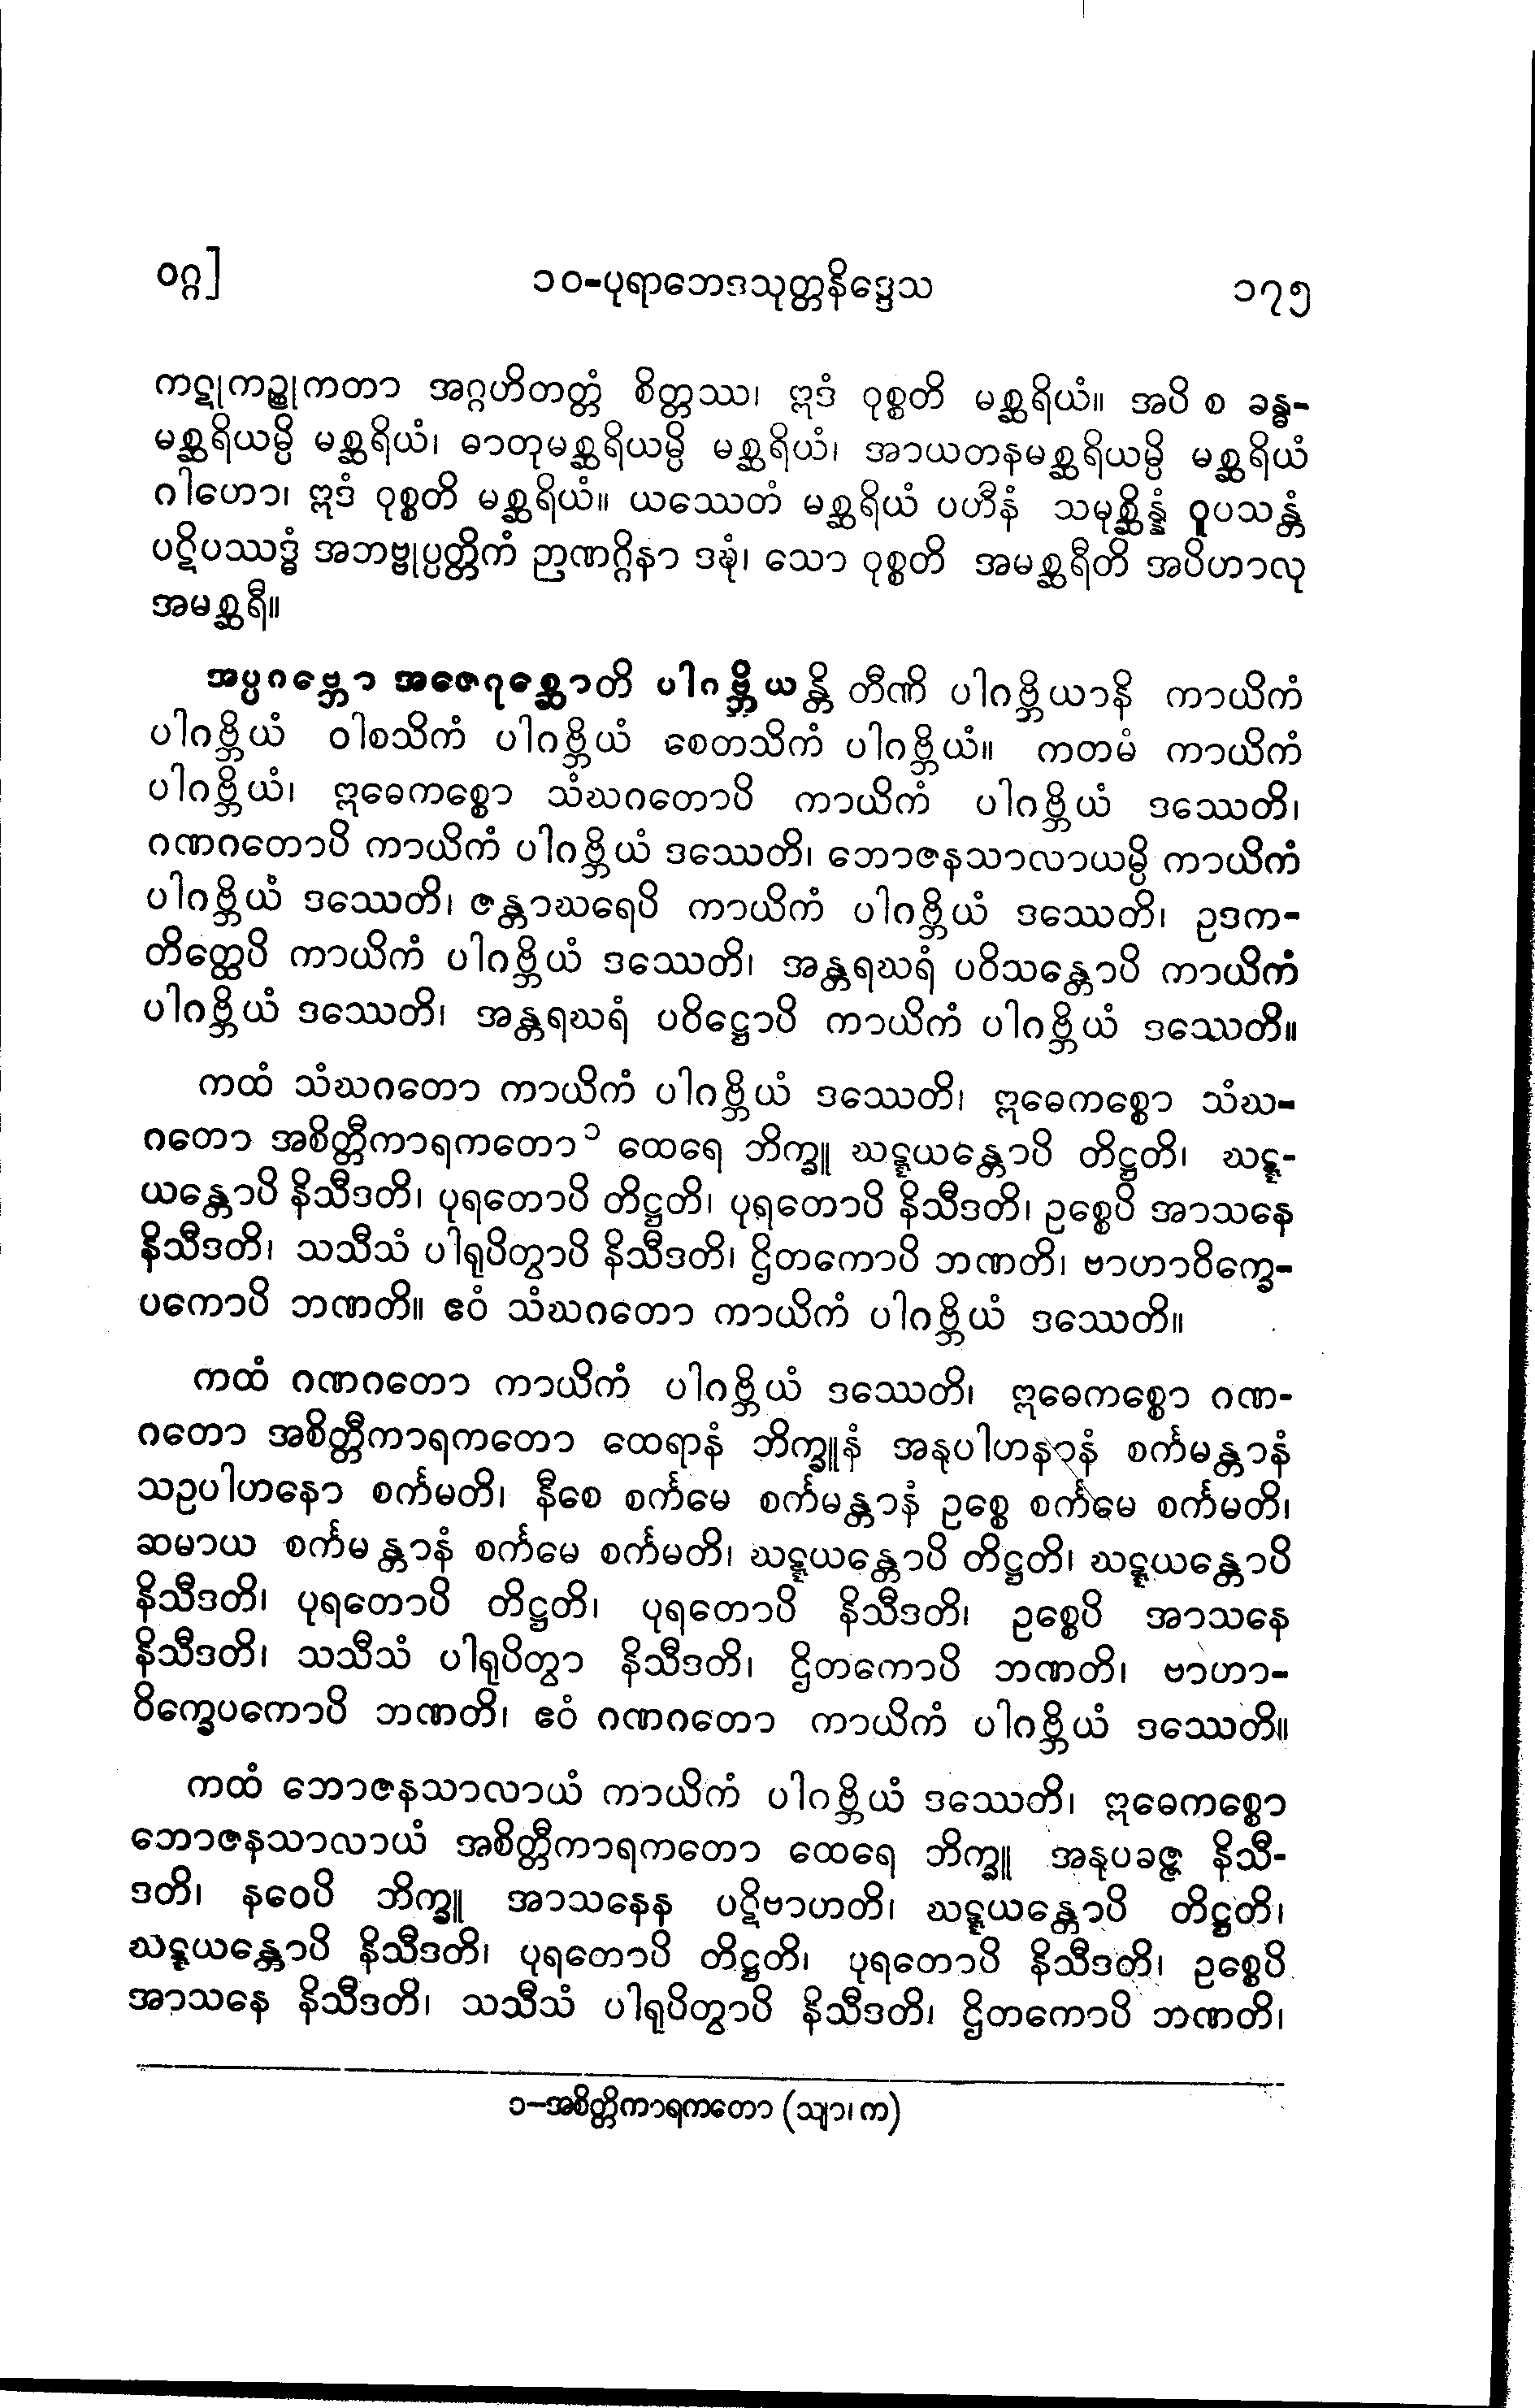 ဝဂ္ဂ]
၁၀-ပုရာဘေဒသုတ္တနိဒ္ဒေသ
၁၇၅
ကဋုကဉ္စုကတာ အဂ္ဂဟိတတ္တံ စိတ္တဿ၊ ဣဒံ ဝုစ္စတိ မစ္ဆရိယံ။ အပိ စ ခန္ဓ-
မစ္ဆရိယမ္ပိ မစ္ဆရိယံ၊ ဓာတုမစ္ဆရိယမ္ပိ မစ္ဆရိယံ၊ အာယတနမစ္ဆရိယမ္ပိ မစ္ဆရိယံ
ဂါဟော၊ ဣဒံ ဝုစ္စတိ မစ္ဆရိယံ။ ယဿေတံ မစ္ဆရိယံ ပဟီနံ သမုစ္ဆိန္နံ ဝူပသန္တံ
ပဋိပဿဒ္ဓံ အဘဗ္ဗုပ္ပတ္တိကံ ဉာဏဂ္ဂိနာ ဒဍ္ဎံ၊ သော ဝုစ္စတိ အမစ္ဆရီတိ အပိဟာလု
အမစ္ဆရီ။
အပ္ပဂဗ္ဘော အဇေဂုစ္ဆောတိ ပါဂဗ္ဘိယန္တိ တီဏိ ပါဂဗ္ဘိယာနိ ကာယိကံ
ပါဂဗ္ဘိယံ ဝါစသိကံ ပါဂဗ္ဘိယံ စေတသိကံ ပါဂဗ္ဘိယံ။ ကတမံ ကာယိကံ
ပါဂဗ္ဘိယံ၊ ဣဓေကစ္စော သံဃဂတောပိ ကာယိကံ ပါဂဗ္ဘိယံ ဒဿေတိ၊
ဂဏဂတောပိ ကာယိကံ ပါဂဗ္ဘိယံ ဒဿေတိ၊ ဘောဇနသာလာယမ္ပိ ကာယိကံ
ပါဂဗ္ဘိယံ ဒဿေတိ၊ ဇန္တာဃရေပိ ကာယိကံ ပါဂဗ္ဘိယံ ဒဿေတိ၊ ဥဒက-
တိတ္ထေပိ ကာယိကံ ပါဂဗ္ဘိယံ ဒဿေတိ၊ အန္တရဃရံ ပဝိသန္တောပိ ကာယိကံ
ပါဂဗ္ဘိယံ ဒဿေတိ၊ အန္တရဃရံ ပဝိဋ္ဌောပိ ကာယိကံ ပါဂဗ္ဘိယံ ဒဿေတိ။
ကထံ သံဃဂတော ကာယိကံ ပါဂဗ္ဘိယံ ဒဿေတိ၊ ဣဓေကစ္စော သံဃ-
ဂတော အစိတ္တီကာရကတော၁ ထေရေ ဘိက္ခူ ဃဋ္ဋယန္တောပိ တိဋ္ဌတိ၊ ဃဋ္ဋ-
ယန္တောပိ နိသီဒတိ၊ ပုရတောပိ တိဋ္ဌတိ၊ ပုရတောပိ နိသီဒတိ၊ ဥစ္စေပိ အာသနေ
နိသီဒတိ၊ သသီသံ ပါရုပိတွာပိ နိသီဒတိ၊ ဌိတကောပိ ဘဏတိ၊ ဗာဟာဝိက္ခေ-
ပကောပိ ဘဏတိ။ ဧဝံ သံဃဂတော ကာယိကံ ပါဂဗ္ဘိယံ ဒဿေတိ။
ကထံ ဂဏဂတော ကာယိကံ ပါဂဗ္ဘိယံ ဒဿေတိ၊ ဣဓေကစ္စော ဂဏ-
ဂတော အစိတ္တီကာရကတော ထေရာနံ ဘိက္ခူနံ အနုပါဟနာနံ စင်္ကမန္တာနံ
သဥပါဟနော စင်္ကမတိ၊ နီစေ စင်္ကမေ စင်္ကမန္တာနံ ဥစ္စေ စင်္ကမေ စင်္ကမတိ၊
ဆမာယ စင်္ကမန္တာနံ စင်္ကမေ စင်္ကမတိ၊ ဃဋ္ဋယန္တောပိ တိဋ္ဌတိ၊ ဃဋ္ဋယန္တောပိ
နိသီဒတိ၊ ပုရတောပိ တိဋ္ဌတိ၊ ပုရတောပိ နိသီဒတိ၊ ဥစ္စေပိ အာသနေ
နိသီဒတိ၊ သသီသံ ပါရုပိတွာ နိသီဒတိ၊ ဌိတကောပိ ဘဏတိ၊ ဗာဟာ-
ဝိက္ခေပကောပိ ဘဏတိ၊ ဧဝံ ဂဏဂတော ကာယိကံ ပါဂဗ္ဘိယံ ဒဿေတိ။
ကထံ ဘောဇနသာလာယံ ကာယိကံ ပါဂဗ္ဘိယံ ဒဿေတိ၊ ဣဓေကစ္စော
ဘောဇနသာလာယံ အစိတ္တီကာရကတော ထေရေ ဘိက္ခူ အနုပခဇ္ဇ နိသီ-
ဒတိ၊ နဝေပိ ဘိက္ခူ အာသနေန ပဋိဗာဟတိ၊ ဃဋ္ဋယန္တောပိ တိဋ္ဌတိ၊
ဃဋ္ဋယန္တောပိ နိသီဒတိ၊ ပုရတောပိ တိဋ္ဌတိ၊ ပုရတောပိ နိသီဒတိ၊ ဥစ္စေပိ
အာသနေ နိသီဒတိ၊ သသီသံ ပါရုပိတွာပိ နိသီဒတိ၊ ဌိတကောပိ ဘဏတိ၊
၁-အစိတ္တိကာရကတော (သျာ၊ က)